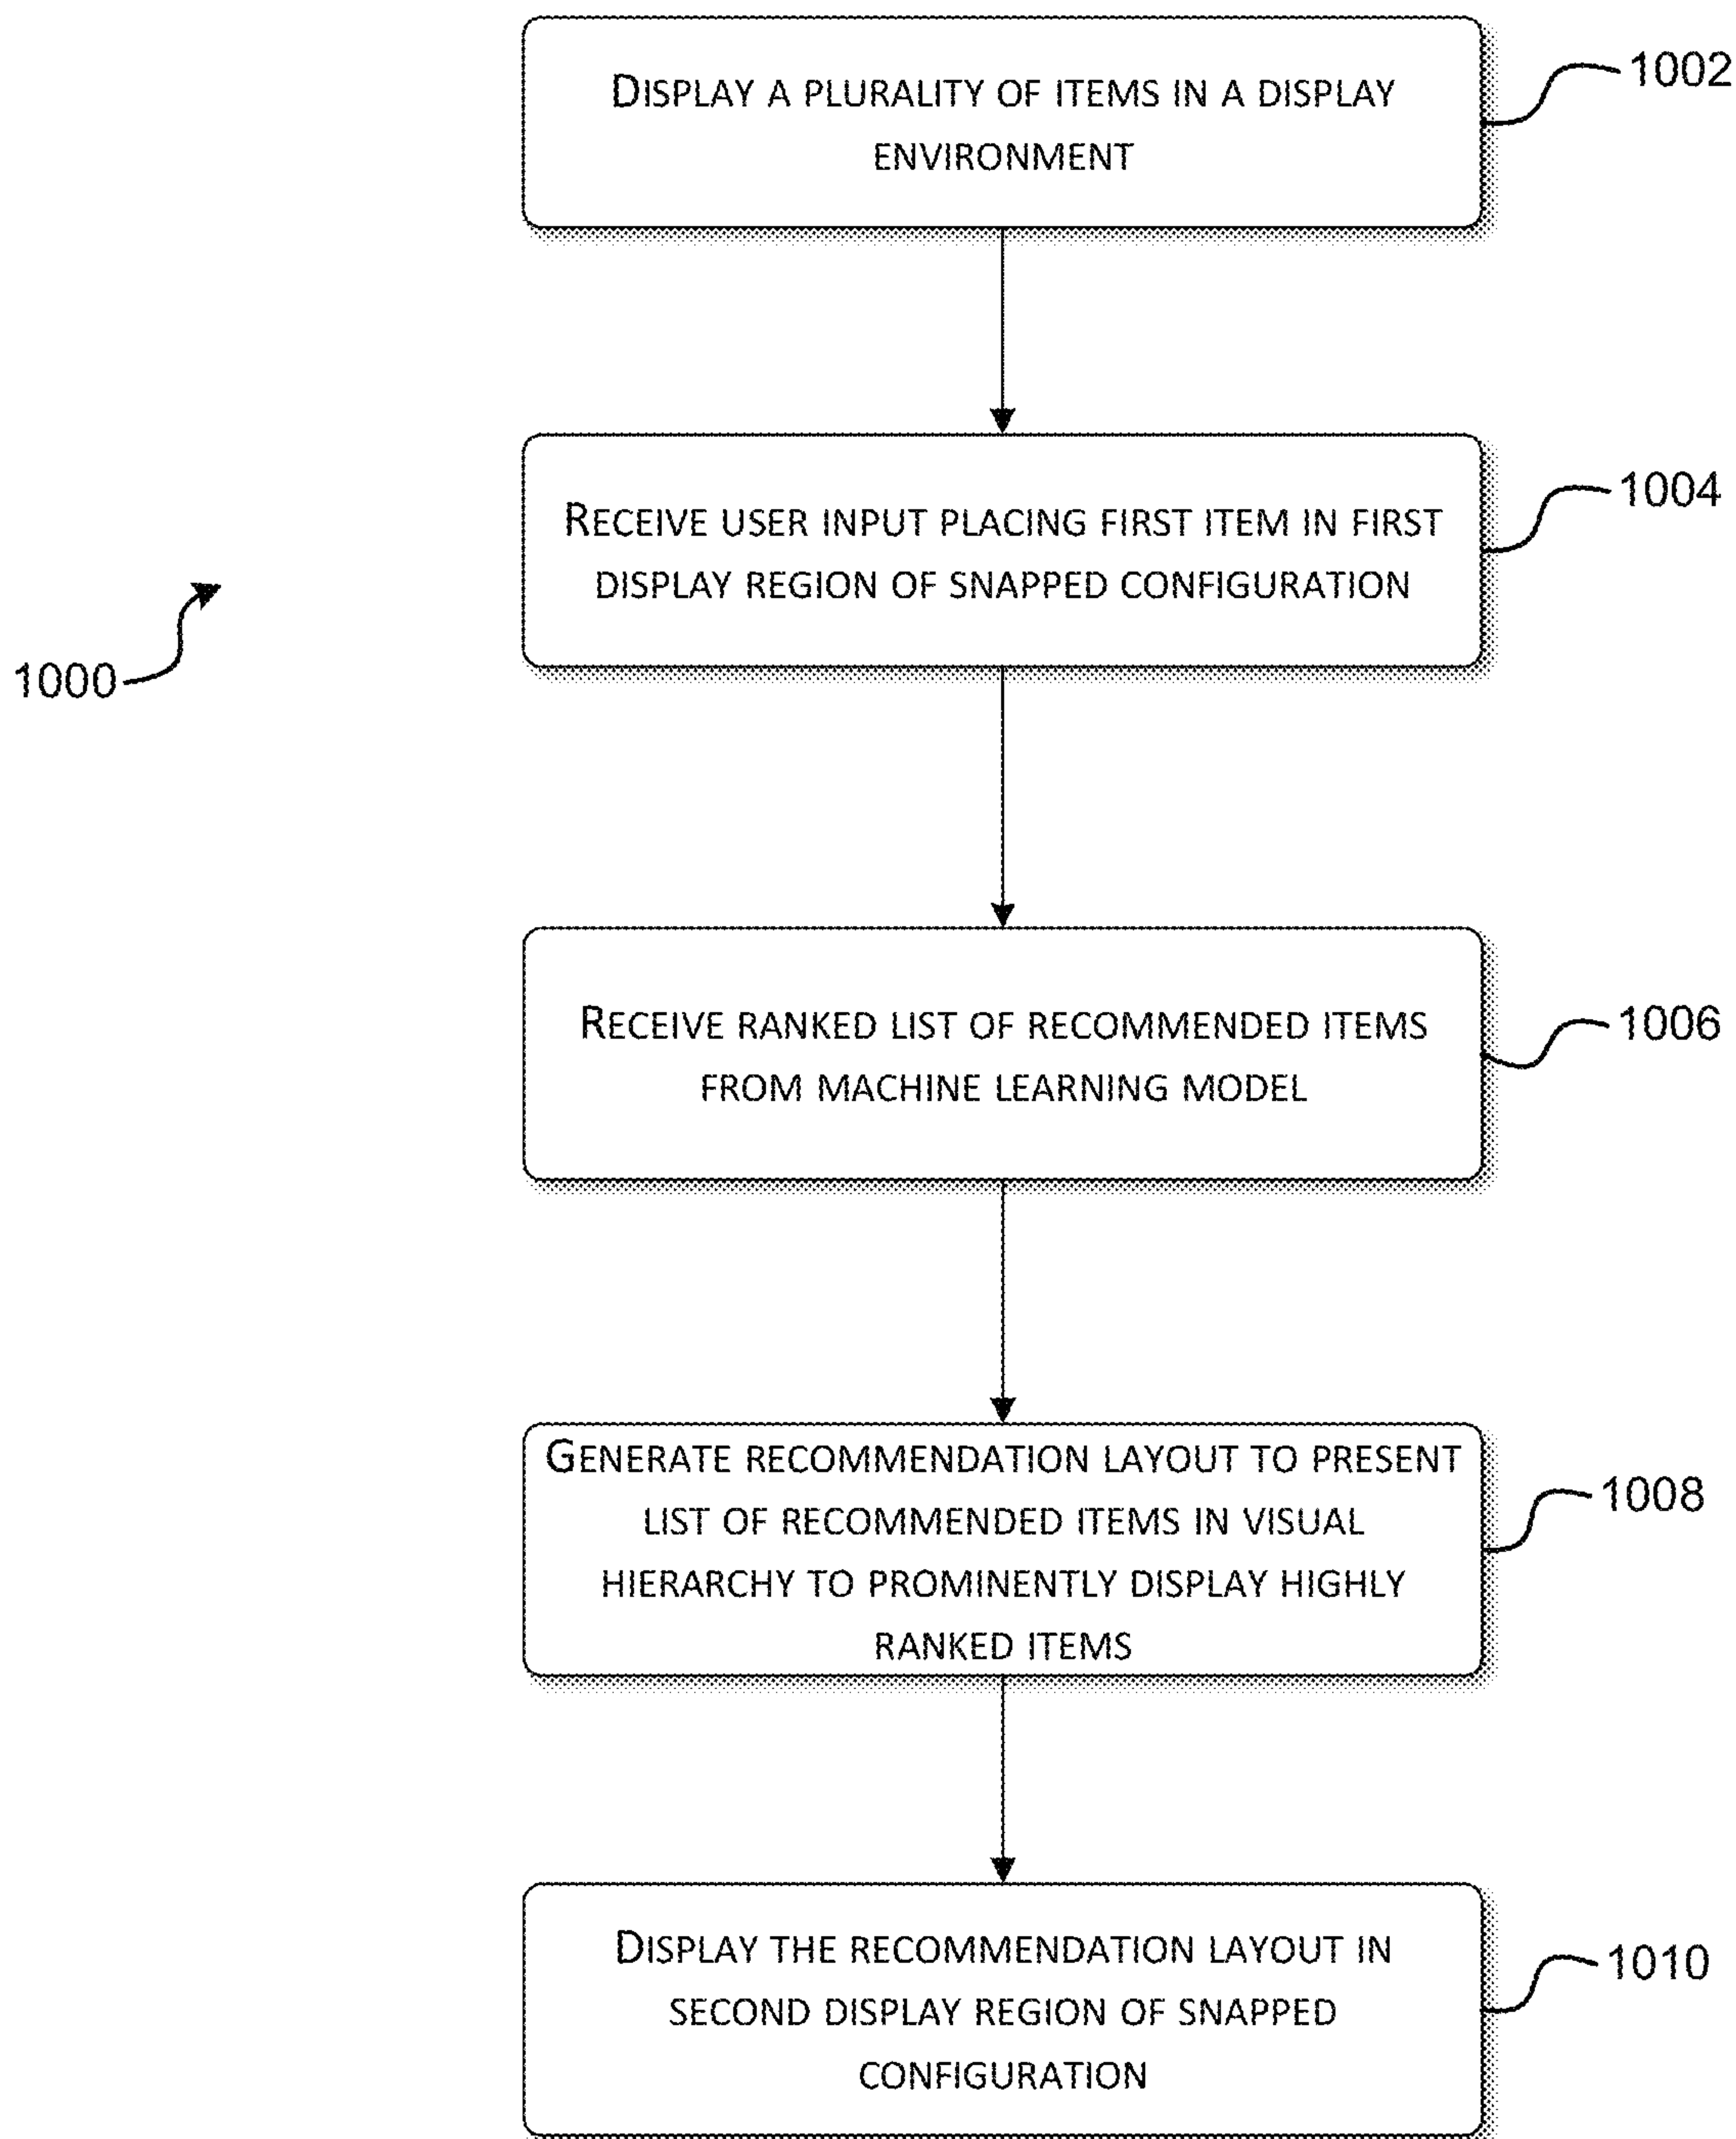 DISPLAY A PLURALITY OF ITEMS IN A DISPLAY
ENVIRONMENT
1002
RECEIVE USER INPUT PLACING FIRST ITEM IN FIRST
DISPLAY REGION OF SNAPPED CONFIGURATION
1004
1000
RECEIVE RANKED LIST OF RECOMMENDED ITEMS
FROM MACHINE LEARNING MODEL
1006
GENERATE RECOMMENDATION LAYOUT TO PRESENT
LIST OF RECOMMENDED ITEMS IN VISUAL
HIERARCHY TO PROMINENTLY DISPLAY HIGHLY
RANKED ITEMS
1008
DISPLAY THE RECOMMENDATION LAYOUT IN
SECOND DISPLAY REGION OF SNAPPED
CONFIGURATION
1010